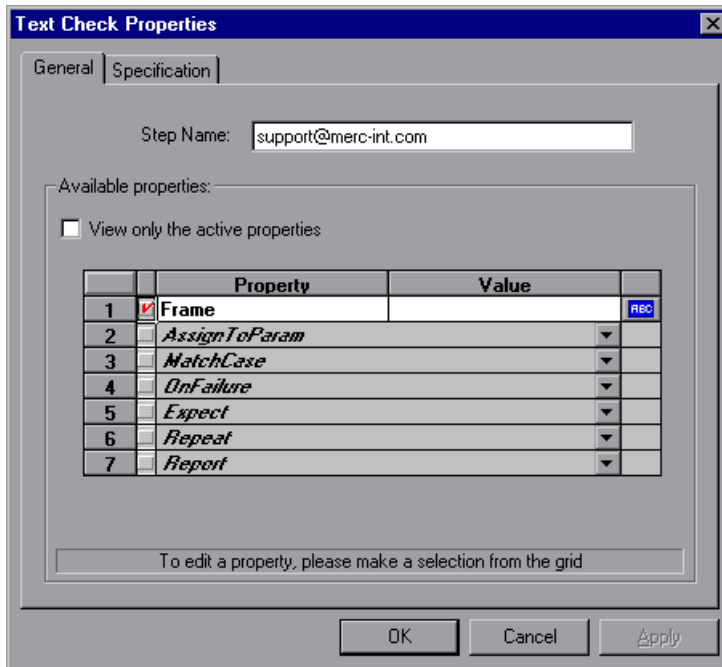 Text Check Properties
General Specification
Step Name: support@merc-int.com
Available properties:
View only the active properties
Property Value
1 Frame ABC
2 AssignToParam
3 MatchCase
4 OnFailure
5 Expect
6 Repeat
7 Report
To edit a property, please make a selection from the grid
OK Cancel Apply